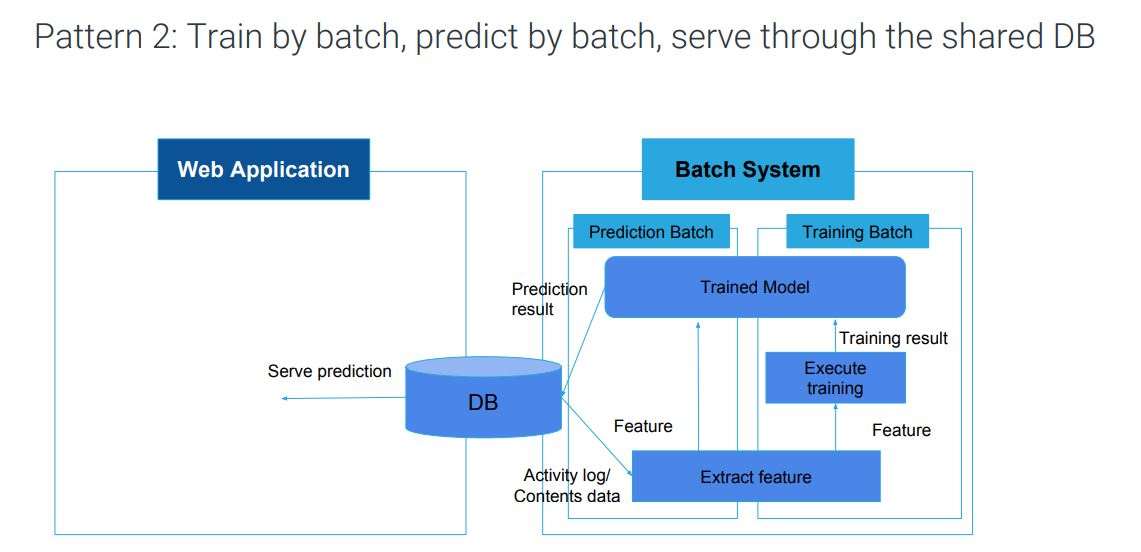 Pattern 2: Train by batch, predict by batch, serve through the shared DB
Web Application
Batch System
Prediction Batch
Training Batch
Trained Model
Prediction
result
Training result
Execute
training
Serve prediction
DB
Feature
Feature
Activity log/
Contents data
Extract feature